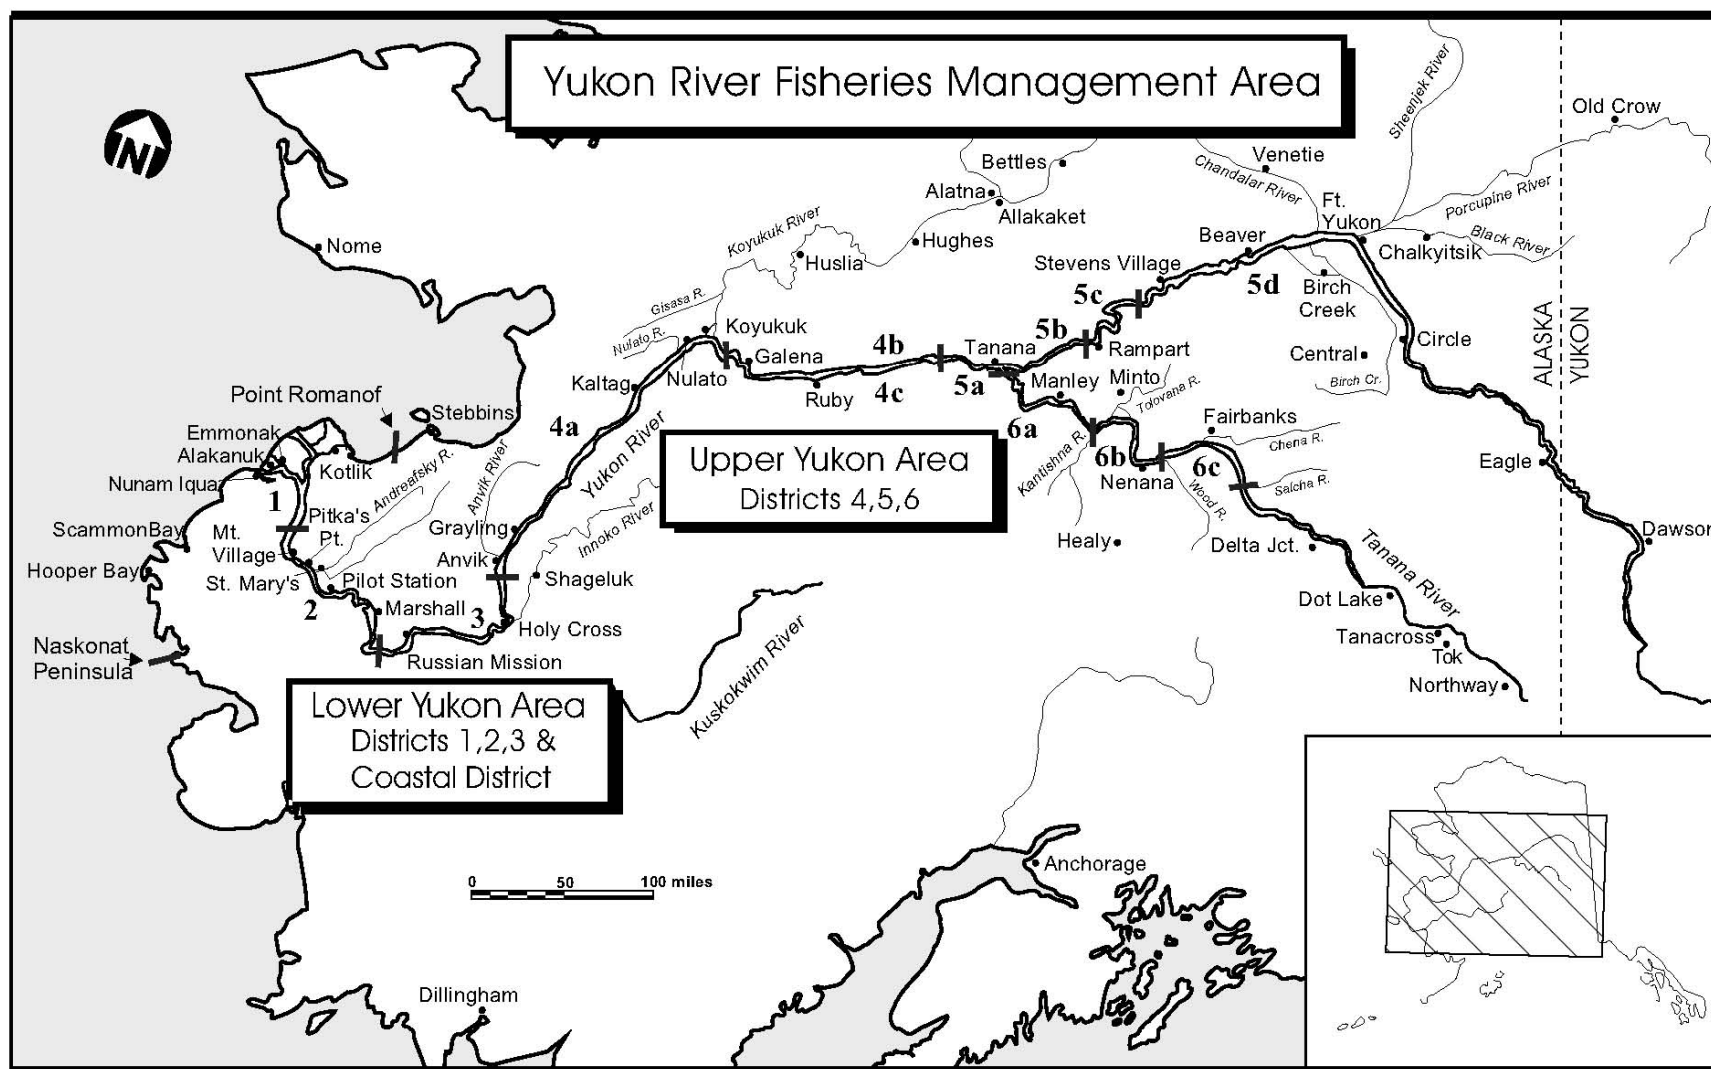 Yukon River Fisheries Management Area
N
Sheenjek River
Old Crow
Bettles
Venetie
Chandalar River
Alatna
Allakaket
Ft.
Yukon
Porcupine River
Koyukuk River
Nome
Hughes
Beaver
Chalkyitsik
Black River
Huslia
Stevens Village
5c
5d
Birch
Creek
Gisasa R.
Nulato R.
Koyukuk
5b
ALASKA
YUKON
Galena
4b
Tanana
Rampart
Central
Circle
Nulato
Kaltag
Ruby
4c
5a
Manley
Minto
Tolovana R.
Birch Cr.
Point Romanof
Stebbins
4a
6a
Fairbanks
Emmonak
Alakanuk
Kotlik
Yukon River
Upper Yukon Area
Districts 4,5,6
Kantishna R.
6b
6c
Chena R.
Eagle
Nunam Iqua
Andreafsky R.
Anvik River
Nenana
Wood R.
Salcha R.
1
Pitka's
Pt.
Grayling
Innoko River
ScammonBay
Mt.
Village
Healy
Delta Jct.
Dawson
Hooper Bay
St. Mary's
Pilot Station
Anvik
Shageluk
Tanana River
2
Marshall
3
Holy Cross
Dot Lake
Naskonat
Peninsula
Russian Mission
Kuskokwim River
Tanacross
Tok
Northway
Lower Yukon Area
Districts 1,2,3 &
Coastal District
Anchorage
0 50 100 miles
Dillingham